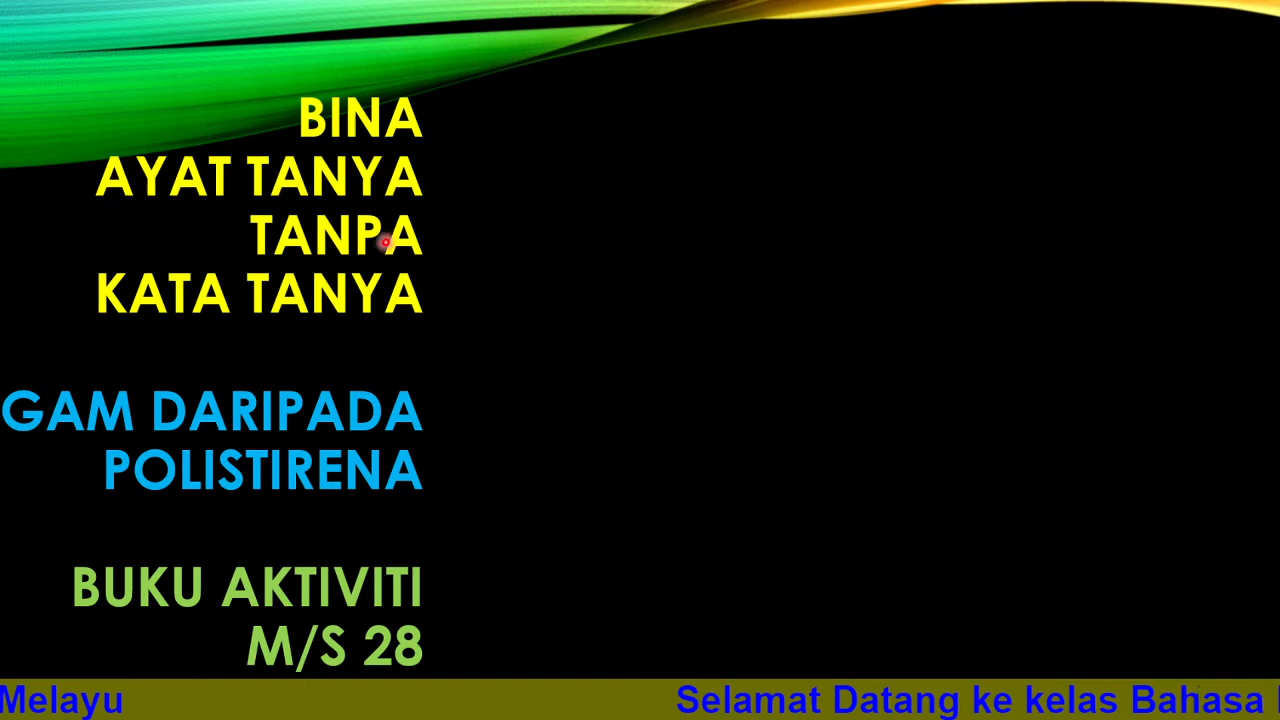 BINA
AYAT TANYA
TANPA
KATA TANYA
GAM DARIPADA
POLISTIRENA
BUKU AKTIVITI
M/S 28
Melayu Selamat Datang ke kelas Bahasa